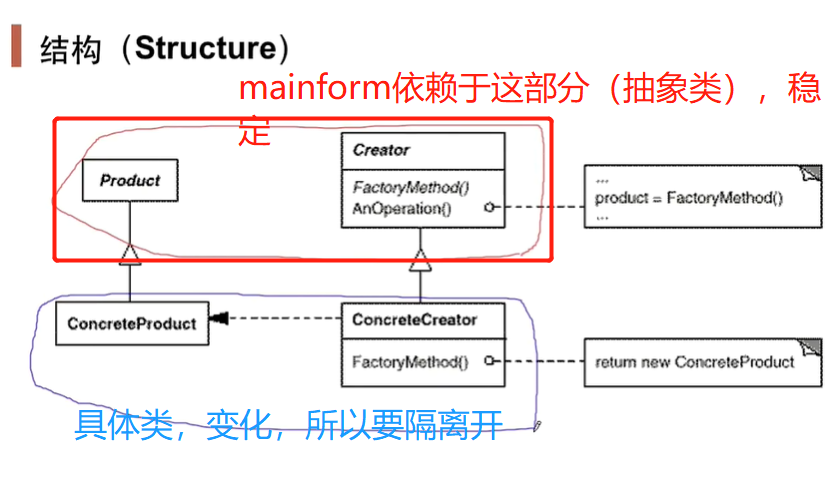 结构（Structure）
mainform依赖于这部分（抽象类），稳
定
Product
Creator
FactoryMethod()
AnOperation()
...
product = FactoryMethod()
...
ConcreteProduct
ConcreteCreator
FactoryMethod()
return new ConcreteProduct
具体类，变化，所以要隔离开